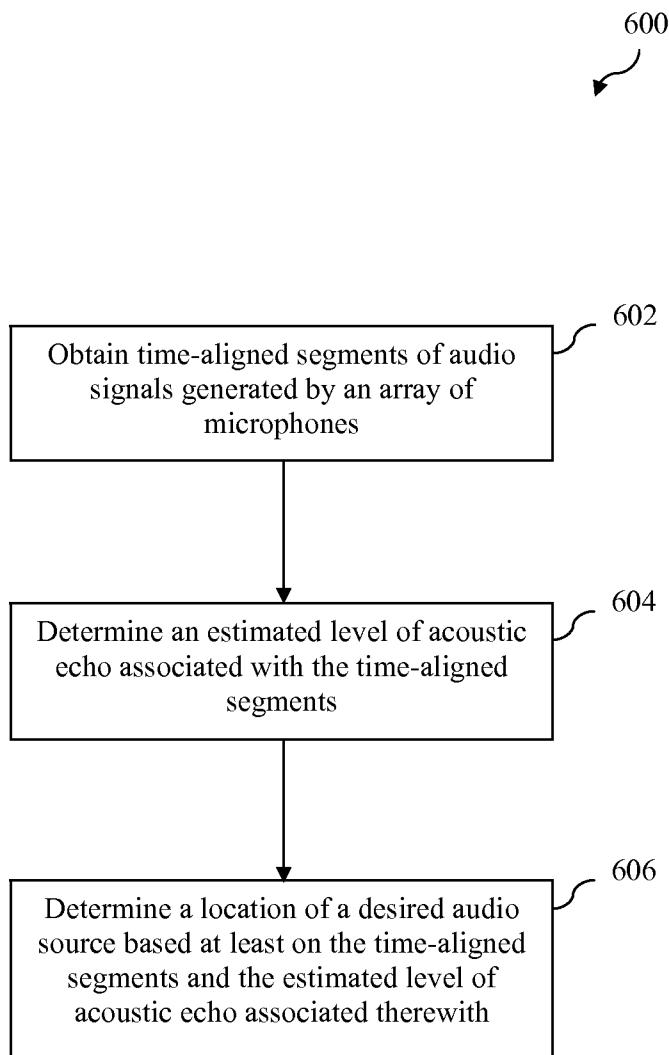 600
602
Obtain time-aligned segments of audio
signals generated by an array of
microphones
604
Determine an estimated level of acoustic
echo associated with the time-aligned
segments
606
Determine a location of a desired audio
source based at least on the time-aligned
segments and the estimated level of
acoustic echo associated therewith